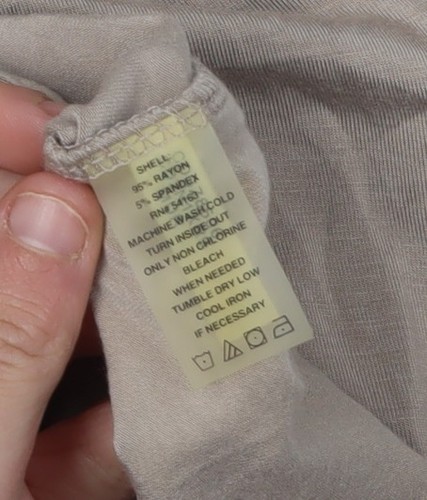 SHELL:
95% RAYON
5% SPANDEX
RN# 54163
MACHINE WASH COLD
TURN INSIDE OUT
ONLY NON CHLORINE
BLEACH
WHEN NEEDED
TUMBLE DRY LOW
COOL IRON
IF NECESSARY